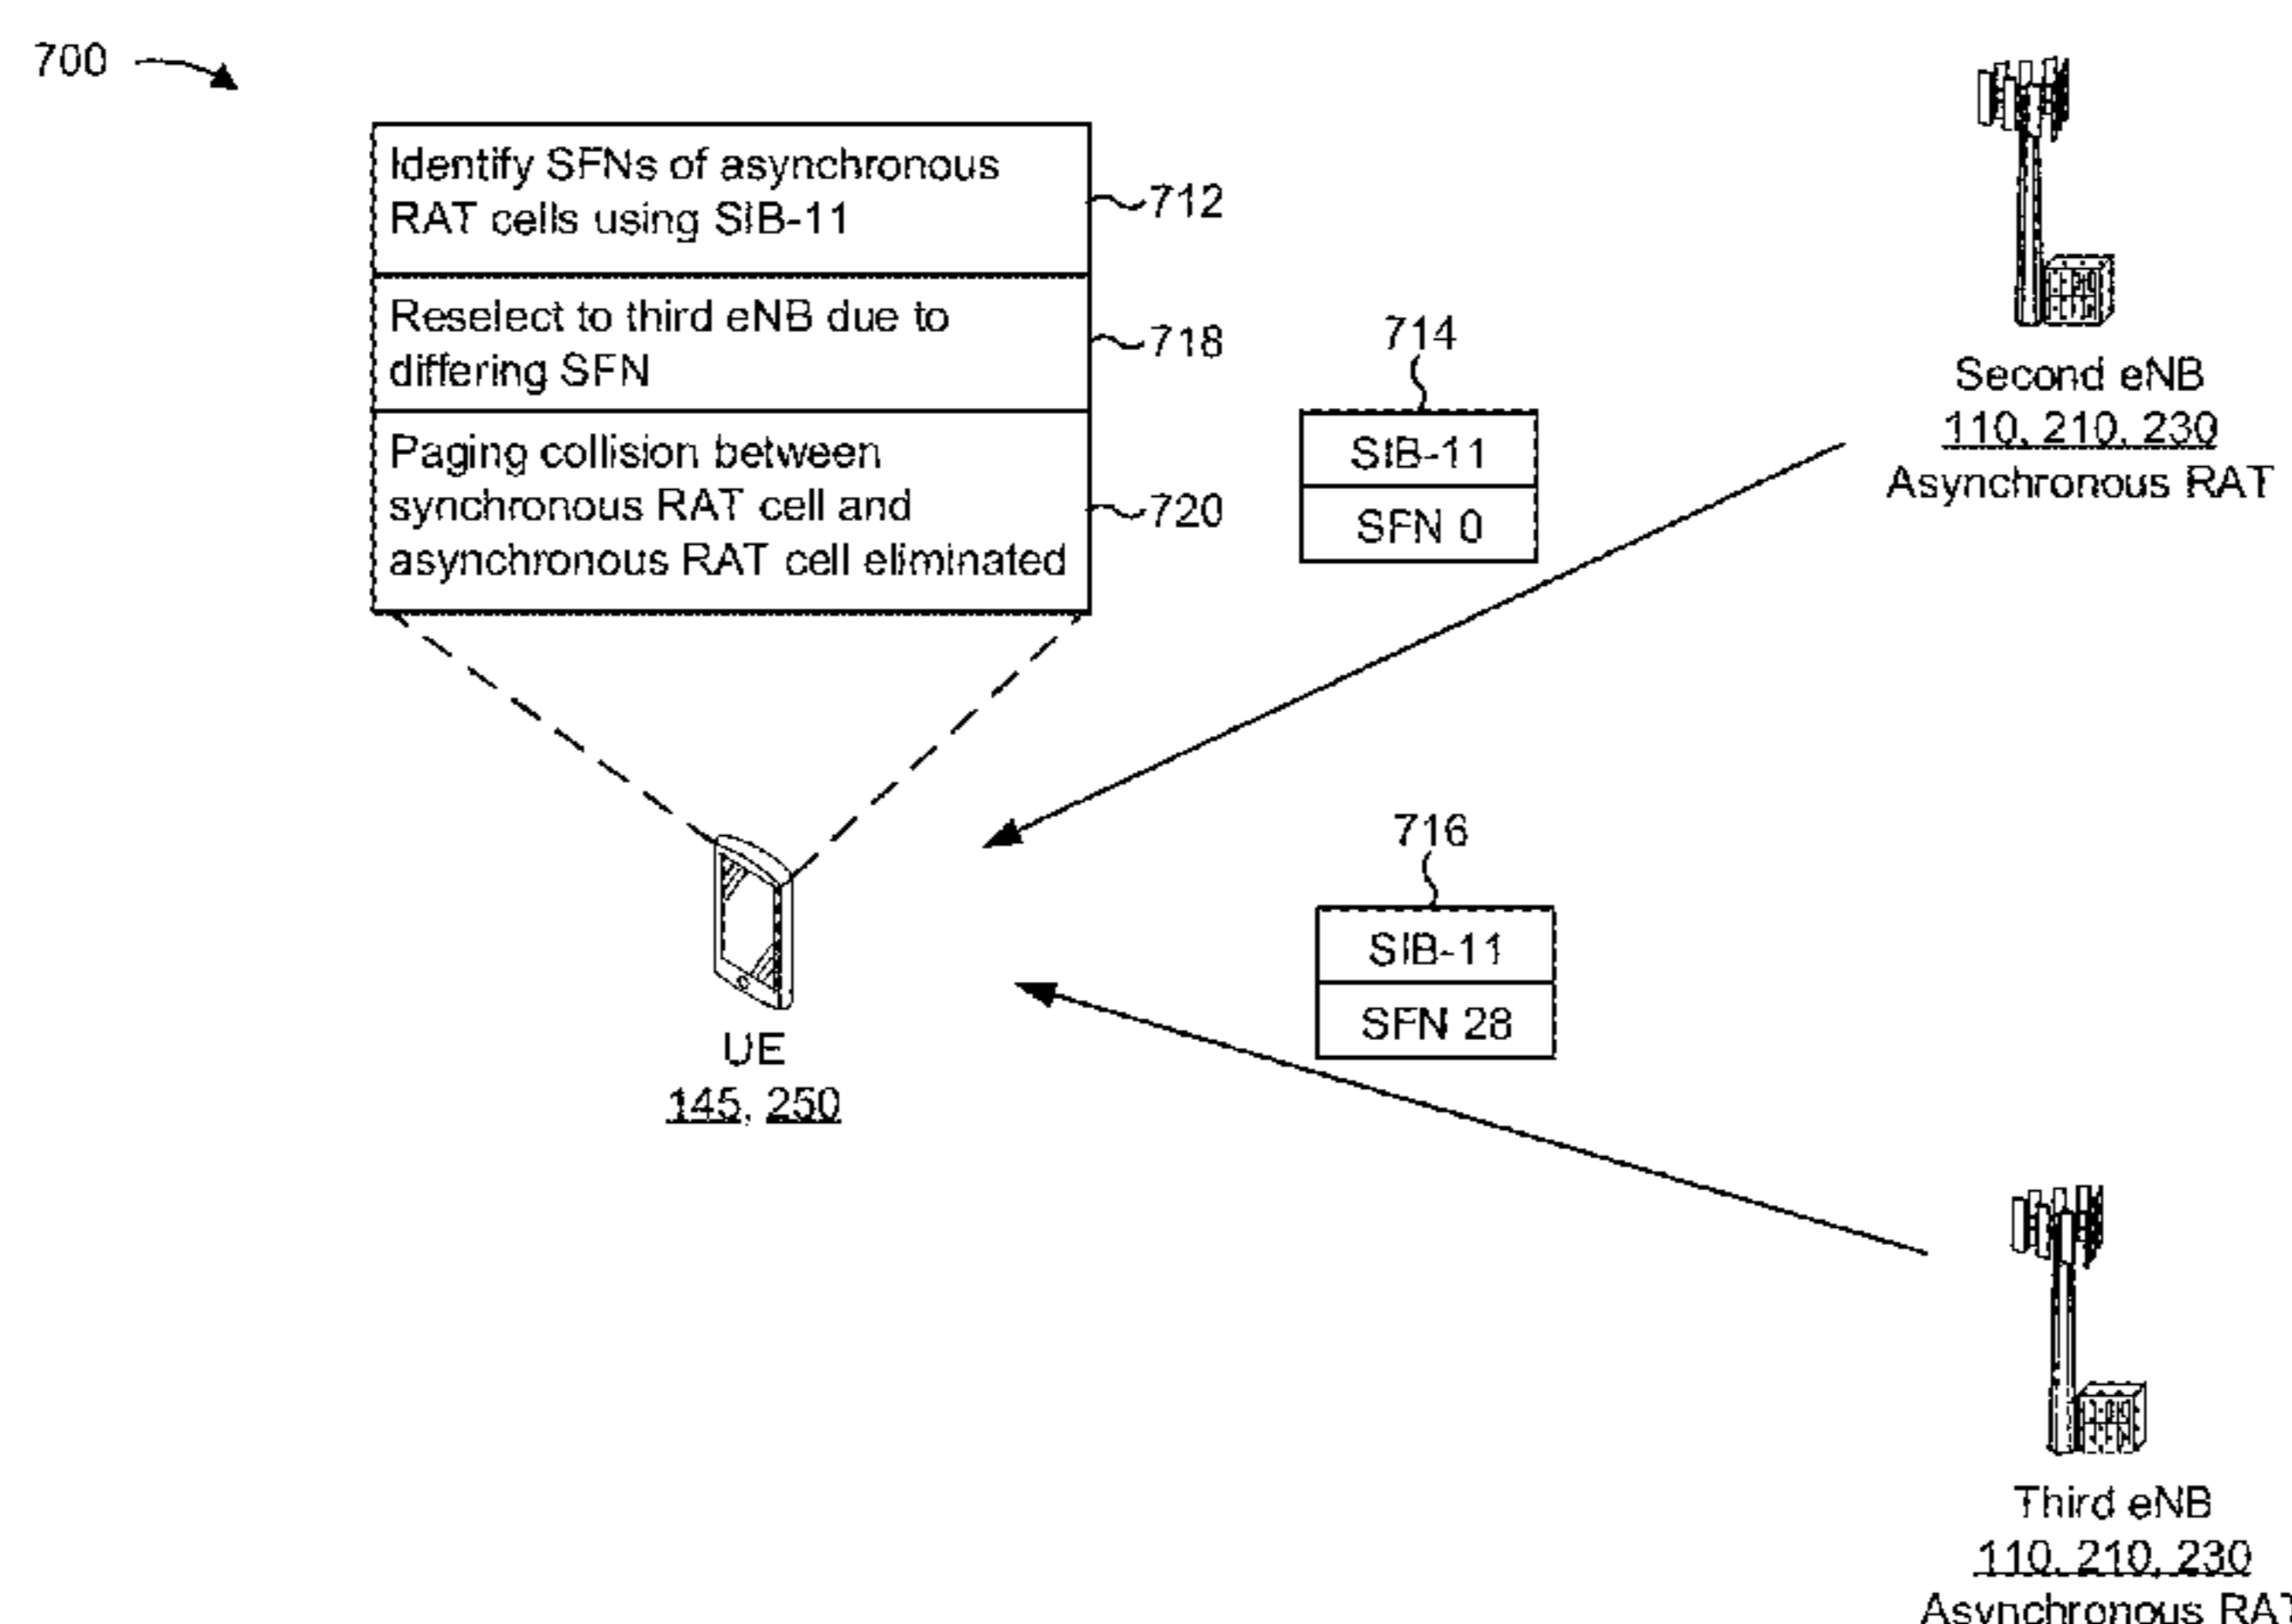 700
Identify SFNs of asynchronous
RAT cells using SIB-11
712
Reselect to third eNB due to
differing SFN
718
Paging collision between
synchronous RAT cell and
asynchronous RAT cell eliminated
720
714
SIB-11
SFN 0
Second eNB
110, 210, 230
Asynchronous RAT
716
SIB-11
SFN 28
UE
145, 250
Third eNB
110, 210, 230
Asynchronous RAT